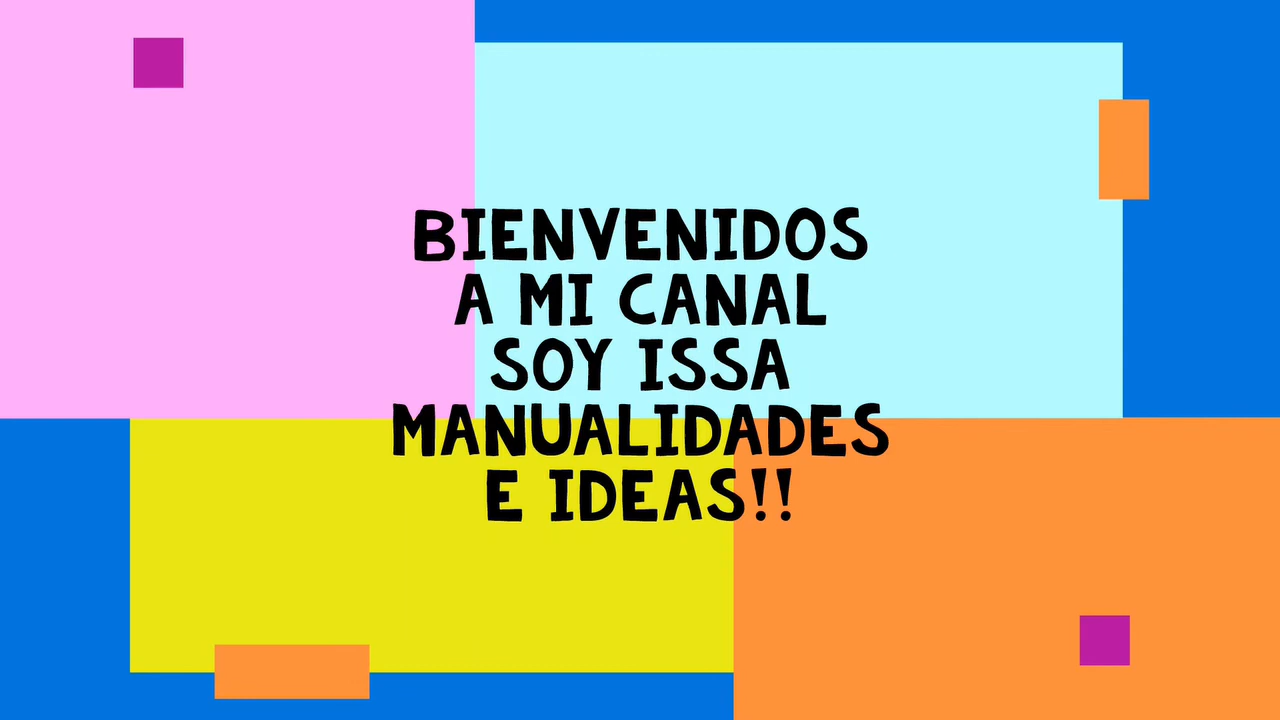 BIENVENIDOS
A MI CANAL
SOY ISSA
MANUALIDADES
E IDEAS!!